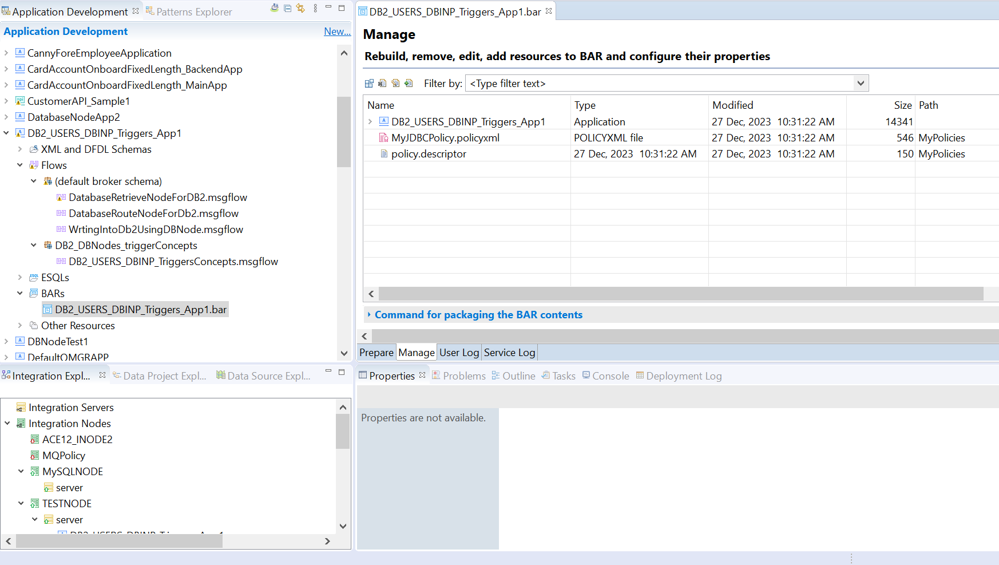 Application Development
Patterns Explorer
Application Development
New...
CannyForeEmployeeApplication
CardAccountOnboardFixedLength_BackendApp
CardAccountOnboardFixedLength_MainApp
CustomerAPI_Sample1
DatabaseNodeApp2
DB2_USERS_DBINP_Triggers_App1
XML and DFDL Schemas
Flows
(default broker schema)
DatabaseRetrieveNodeForDB2.msgflow
DatabaseRouteNodeForDb2.msgflow
WrtingIntoDb2UsingDBNode.msgflow
DB2_DBNodes_triggerConcepts
DB2_USERS_DBINP_TriggersConcepts.msgflow
ESQLs
BARs
DB2_USERS_DBINP_Triggers_App1.bar
Other Resources
DBNodeTest1
DefaultQMGRAPP
Integration Expl...
Data Project Expl...
Data Source Expl...
Integration Servers
Integration Nodes
ACE12_INODE2
MQPolicy
MySQLNODE
server
TESTNODE
server
DB2_USERS_DBINP_Triggers_App1
DB2_USERS_DBINP_Triggers_App1.bar
Manage
Rebuild, remove, edit, add resources to BAR and configure their properties
Filter by: <Type filter text>
Name Type Modified Size Path
DB2_USERS_DBINP_Triggers_App1 Application 27 Dec, 2023 10:31:22 AM 14341
MyJDBCPolicy.policyxml POLICYXML file 27 Dec, 2023 10:31:22 AM 546 MyPolicies
policy.descriptor 27 Dec, 2023 10:31:22 AM 27 Dec, 2023 10:31:22 AM 150 MyPolicies
Command for packaging the BAR contents
Prepare Manage User Log Service Log
Properties Problems Outline Tasks Console Deployment Log
Properties are not available.